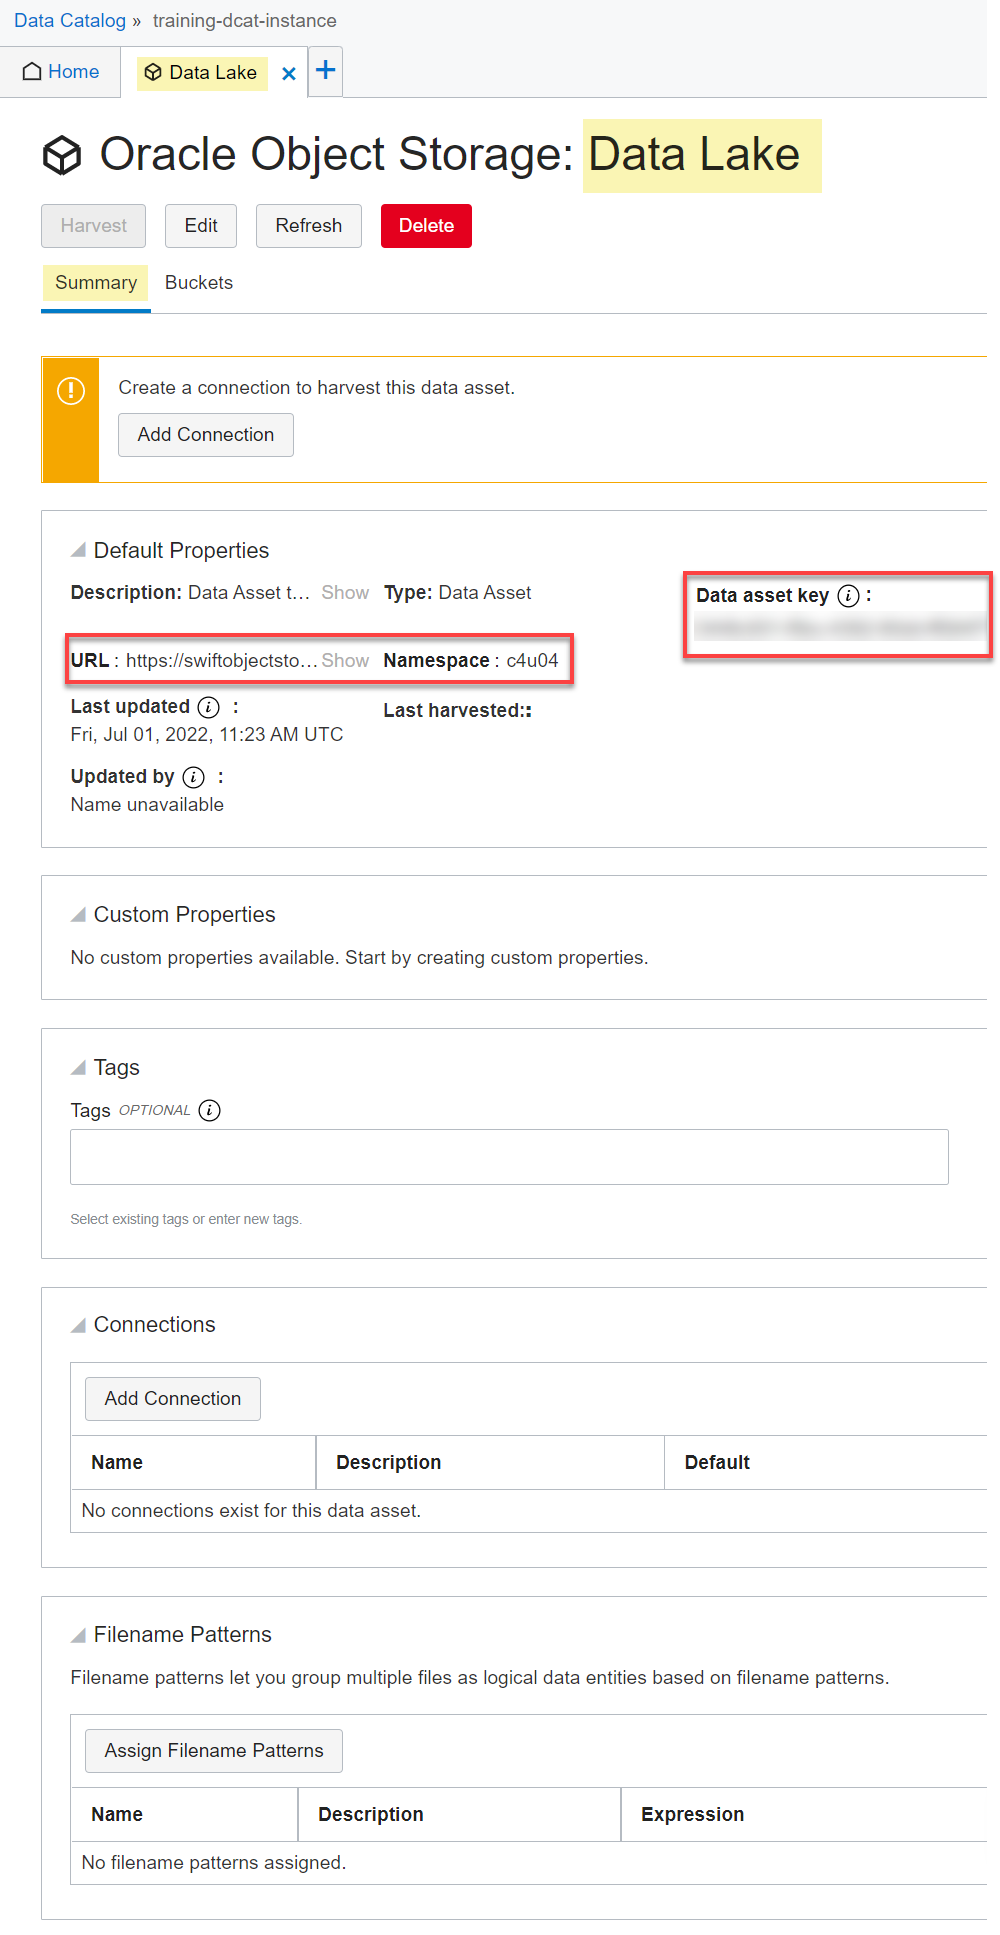 Data Catalog » training-dcat-instance
Home Data Lake × +
Oracle Object Storage: Data Lake
Harvest Edit Refresh Delete
Summary Buckets
Create a connection to harvest this data asset.
Add Connection
Default Properties
Description: Data Asset t... Show Type: Data Asset Data asset key i :
URL : https://swiftobjectsto... Show Namespace : c4u04
Last updated i : Last harvested::
Fri, Jul 01, 2022, 11:23 AM UTC
Updated by i :
Name unavailable
Custom Properties
No custom properties available. Start by creating custom properties.
Tags
Tags OPTIONAL i
Select existing tags or enter new tags.
Connections
Add Connection
Name Description Default
No connections exist for this data asset.
Filename Patterns
Filename patterns let you group multiple files as logical data entities based on filename patterns.
Assign Filename Patterns
Name Description Expression
No filename patterns assigned.